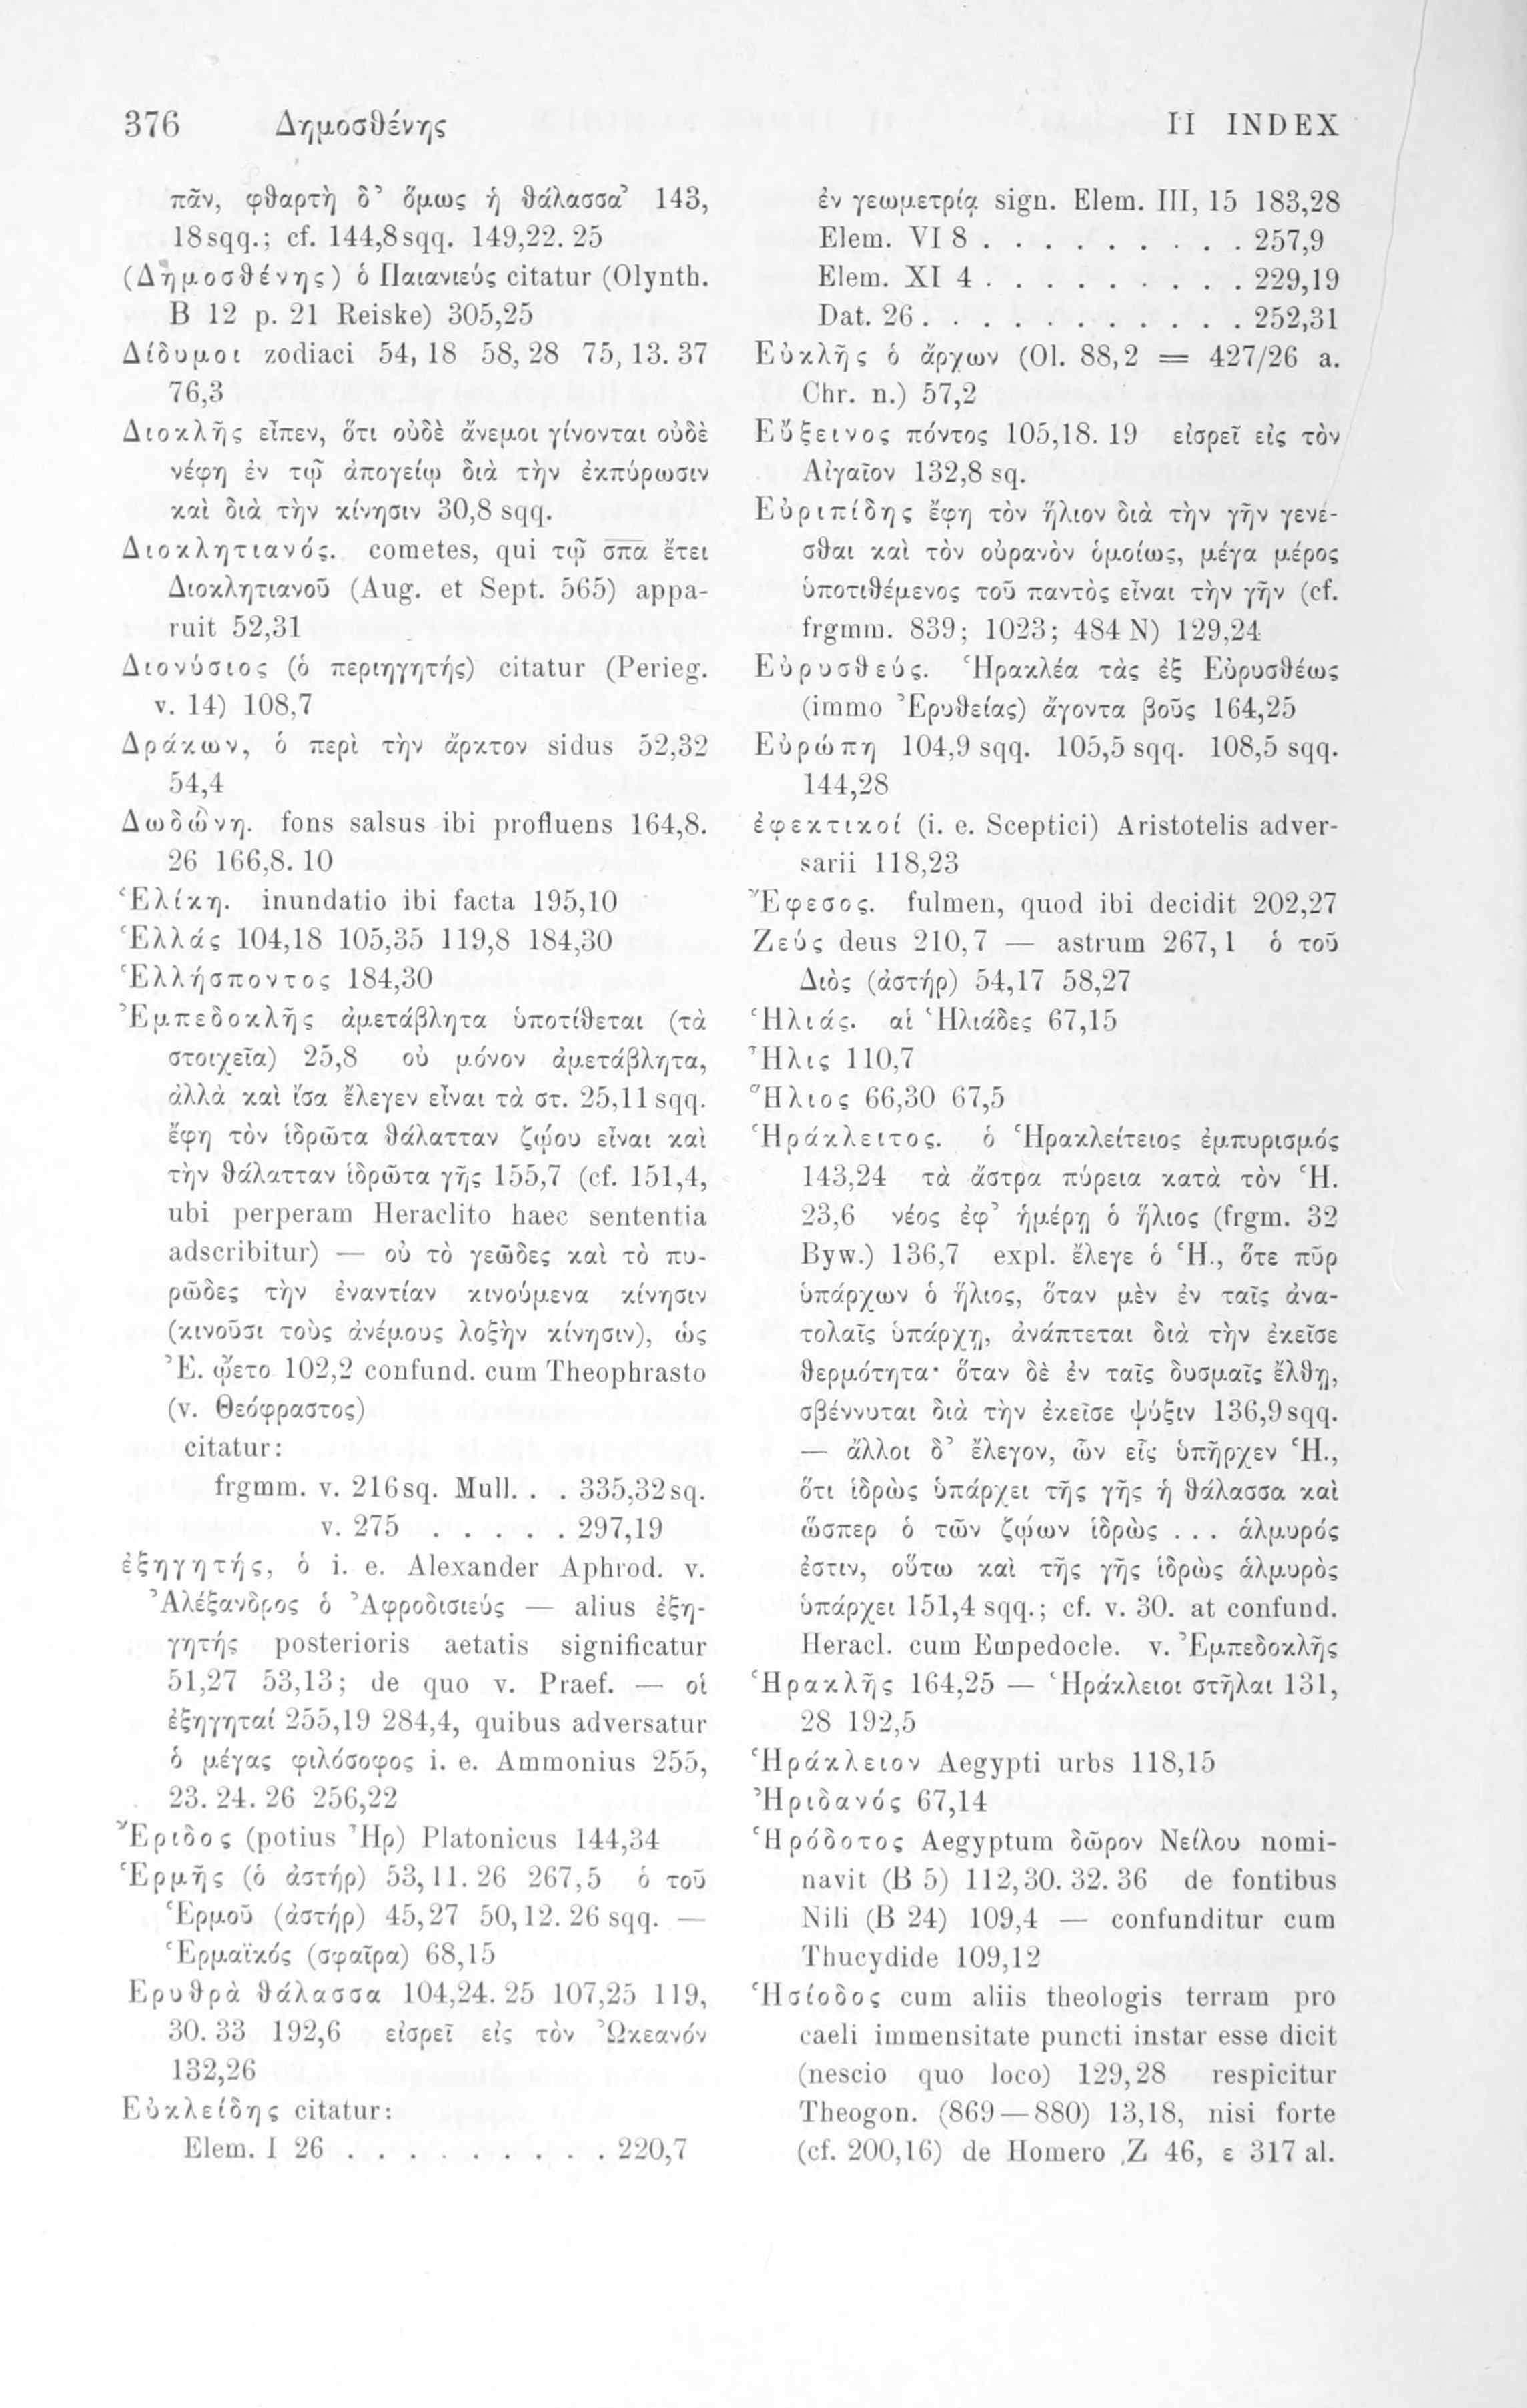 376 Δημοσθένης II INDEX
πᾶν, φθαρτὴ δ’ ὅμως ἡ θάλασσα’ 143,
18sqq.; cf. 144,8sqq. 149,22. 25
(Δημοσθένης) ὁ Παιανιεύς citatur (Olynth.
B 12 p. 21 Reiske) 305,25
Δίδυμοι zodiaci 54,18 58,28 75,13. 37
76,3
Διοκλῆς εἶπεν, ὅτι οὐδὲ ἄνεμοι γίνονται οὐδὲ
νέφη ἐν τῷ ἀπογείῳ διὰ τὴν ἐκπύρωσιν
καὶ διὰ τὴν κίνησιν 30,8 sqq.
Διοκλητιανός. cometes, qui τῷ σπα ἔτει
Διοκλητιανοῦ (Aug. et Sept. 565) appa-
ruit 52,31
Διονύσιος (ὁ περιηγητής) citatur (Perieg.
v. 14) 108,7
Δράκων, ὁ περὶ τὴν ἄρκτον sidus 52,32
54,4
Δωδώνη. fons salsus ibi profluens 164,8.
26 166,8. 10
Ἑλίκη. inundatio ibi facta 195,10
Ἑλλάς 104,18 105,35 119,8 184,30
Ἑλλήσποντος 184,30
Ἐμπεδοκλῆς ἀμετάβλητα ὑποτίθεται (τὰ
στοιχεῖα) 25,8 οὐ μόνον ἀμετάβλητα,
ἀλλὰ καὶ ἴσα ἔλεγεν εἶναι τὰ στ. 25,11 sqq.
ἔφη τὸν ἱδρῶτα θάλατταν ζῴου εἶναι καὶ
τὴν θάλατταν ἱδρῶτα γῆς 155,7 (cf. 151,4,
ubi perperam Heraclito haec sententia
adscribitur) — οὐ τὸ γεῶδες καὶ τὸ πυ-
ρῶδες τὴν ἐναντίαν κινούμενα κίνησιν
(κινοῦσι τοὺς ἀνέμους λοξὴν κίνησιν), ὡς
Ἐ. ᾤετο 102,2 confund. cum Theophrasto
(v. Θεόφραστος)
citatur:
frgmm. v. 216sq. Mull. . . 335,32sq.
v. 275 . . . . . 297,19
ἐξηγητής, ὁ i. e. Alexander Aphrod. v.
Ἀλέξανδρος ὁ Ἀφροδισιεύς — alius ἐξη-
γητής posterioris aetatis significatur
51,27 53,13; de quo v. Praef. — οἱ
ἐξηγηταί 255,19 284,4, quibus adversatur
ὁ μέγας φιλόσοφος i. e. Ammonius 255,
23. 24. 26 256,22
Ἔριδος (potius Ἦρ) Platonicus 144,34
Ἑρμῆς (ὁ ἀστήρ) 53,11. 26 267,5 ὁ τοῦ
Ἑρμοῦ (ἀστήρ) 45,27 50,12. 26 sqq. —
Ἑρμαϊκός (σφαῖρα) 68,15
Ερυθρὰ θάλασσα 104,24. 25 107,25 119,
30. 33 192,6 εἰσρεῖ εἰς τὸν Ὠκεανόν
132,26
Εὐκλείδης citatur:
Elem. I 26 . . . . . . . . . 220,7
ἐν γεωμετρίᾳ sign. Elem. III, 15 183,28
Elem. VI 8 . . . . . . . . . 257,9
Elem. XI 4 . . . . . . . . . 229,19
Dat. 26 . . . . . . . . . . . 252,31
Εὐκλῆς ὁ ἄρχων (Ol. 88,2 = 427/26 a.
Chr. n.) 57,2
Εὔξεινος πόντος 105,18. 19 εἰσρεῖ εἰς τὸν
Αἰγαῖον 132,8 sq.
Εὐριπίδης ἔφη τὸν ἥλιον διὰ τὴν γῆν γενέ-
σθαι καὶ τὸν οὐρανὸν ὁμοίως, μέγα μέρος
ὑποτιθέμενος τοῦ παντὸς εἶναι τὴν γῆν (cf.
frgmm. 839; 1023; 484 N) 129,24
Εὐρυσθεύς. Ἡρακλέα τὰς ἐξ Εὐρυσθέως
(immo Ἐρυθείας) ἄγοντα βοῦς 164,25
Εὐρώπη 104,9 sqq. 105,5 sqq. 108,5 sqq.
144,28
ἐφεκτικοί (i. e. Sceptici) Aristotelis adver-
sarii 118,23
Ἔφεσος. fulmen, quod ibi decidit 202,27
Ζεύς deus 210,7 — astrum 267,1 ὁ τοῦ
Διὸς (ἀστήρ) 54,17 58,27
Ἡλιάς. αἱ Ἡλιάδες 67,15
Ἦλις 110,7
Ἥλιος 66,30 67,5
Ἡράκλειτος. ὁ Ἡρακλείτειος ἐμπυρισμός
143,24 τὰ ἄστρα πύρεια κατὰ τὸν Ἡ.
23,6 νέος ἐφ’ ἡμέρῃ ὁ ἥλιος (frgm. 32
Byw.) 136,7 expl. ἔλεγε ὁ Ἡ., ὅτε πῦρ
ὑπάρχων ὁ ἥλιος, ὅταν μὲν ἐν ταῖς ἀνα-
τολαῖς ὑπάρχῃ, ἀνάπτεται διὰ τὴν ἐκεῖσε
θερμότητα· ὅταν δὲ ἐν ταῖς δυσμαῖς ἔλθῃ,
σβέννυται διὰ τὴν ἐκεῖσε ψύξιν 136,9 sqq.
— ἄλλοι δ’ ἔλεγον, ὧν εἷς ὑπῆρχεν Ἡ.,
ὅτι ἱδρὼς ὑπάρχει τῆς γῆς ἡ θάλασσα καὶ
ὥσπερ ὁ τῶν ζῴων ἱδρὼς ... ἁλμυρός
ἐστιν, οὕτω καὶ τῆς γῆς ἱδρὼς ἁλμυρὸς
ὑπάρχει 151,4 sqq.; cf. v. 30. at confund.
Heracl. cum Empedocle. v. Ἐμπεδοκλῆς
Ἡρακλῆς 164,25 — Ἡράκλειοι στῆλαι 131,
28 192,5
Ἡράκλειον Aegypti urbs 118,15
Ἠριδανός 67,14
Ἡρόδοτος Aegyptum δῶρον Νείλου nomi-
navit (B 5) 112,30. 32. 36 de fontibus
Nili (B 24) 109,4 — confunditur cum
Thucydide 109,12
Ἡσίοδος cum aliis theologis terram pro
caeli immensitate puncti instar esse dicit
(nescio quo loco) 129,28 respicitur
Theogon. (869—880) 13,18, nisi forte
(cf. 200,16) de Homero Z 46, ε 317 al.